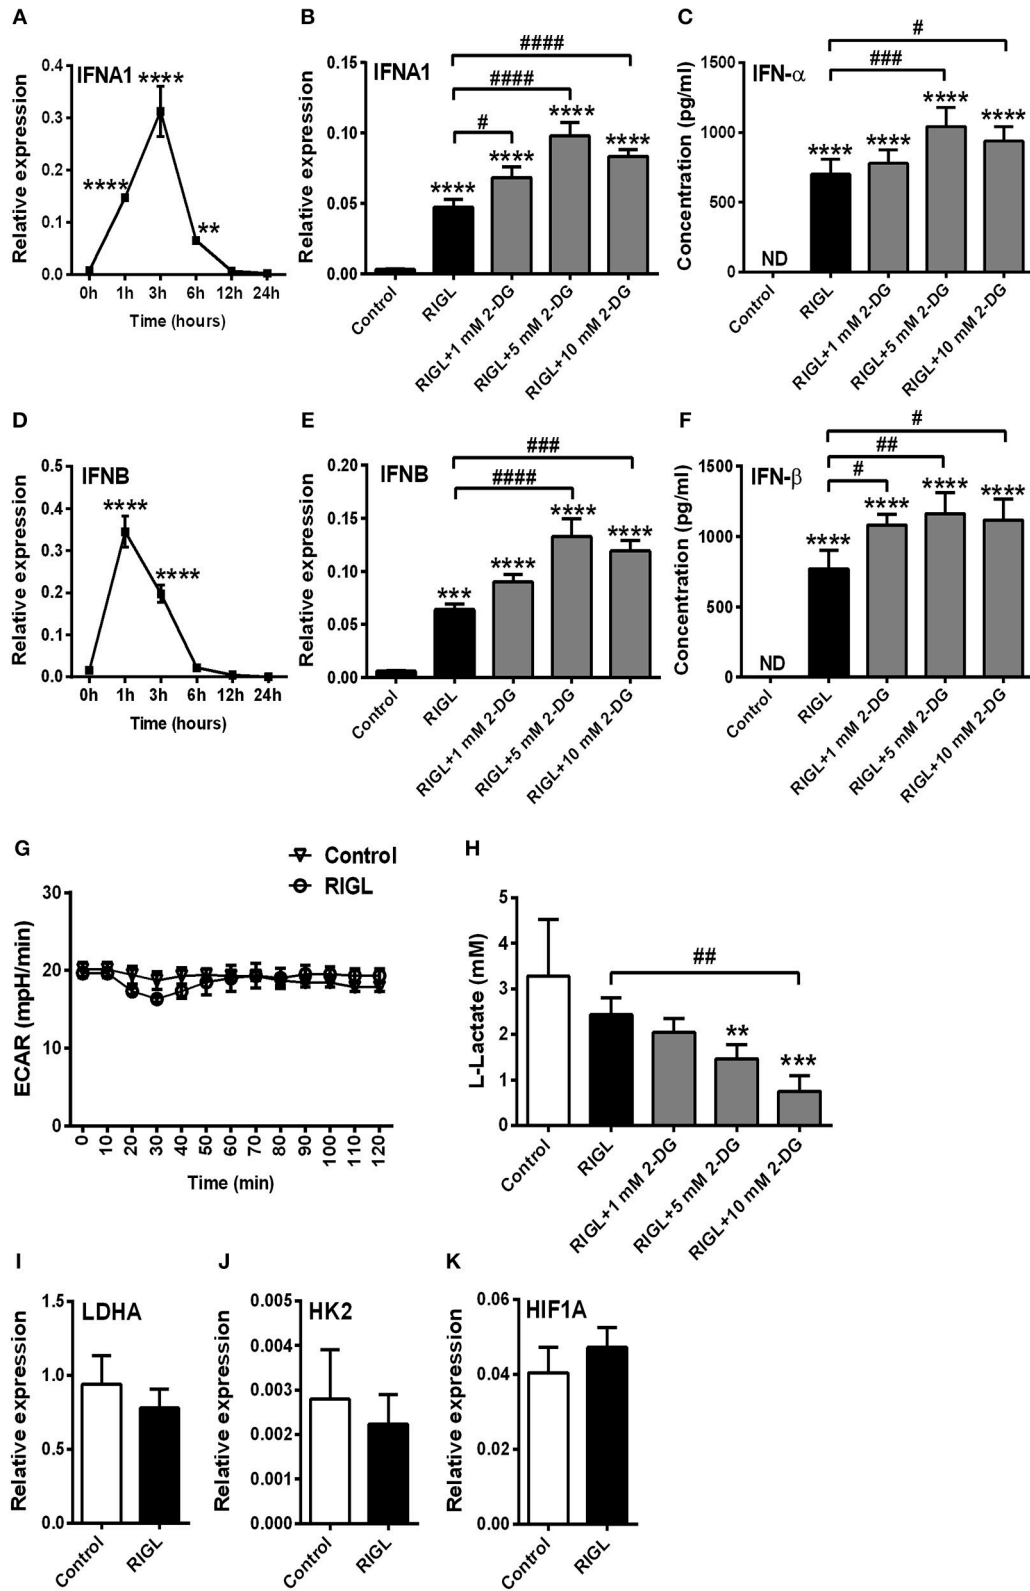 A
IFNA1
****
****
**
Relative expression
0.4
0.3
0.2
0.1
0.0
0h 1h 3h 6h 12h 24h
Time (hours)
B
IFNA1
####
####
#
****
****
****
****
Relative expression
0.15
0.10
0.05
0.00
Control
RIGL
RIGL+1 mM 2-DG
RIGL+5 mM 2-DG
RIGL+10 mM 2-DG
C
IFN-α
#
###
****
****
****
****
ND
Concentration (pg/ml)
1500
1000
500
0
Control
RIGL
RIGL+1 mM 2-DG
RIGL+5 mM 2-DG
RIGL+10 mM 2-DG
D
IFNB
****
****
Relative expression
0.5
0.4
0.3
0.2
0.1
0.0
0h 1h 3h 6h 12h 24h
Time (hours)
E
IFNB
###
####
***
****
****
****
Relative expression
0.20
0.15
0.10
0.05
0.00
Control
RIGL
RIGL+1 mM 2-DG
RIGL+5 mM 2-DG
RIGL+10 mM 2-DG
F
IFN-β
#
##
#
****
****
****
****
ND
Concentration (pg/ml)
1500
1000
500
0
Control
RIGL
RIGL+1 mM 2-DG
RIGL+5 mM 2-DG
RIGL+10 mM 2-DG
G
Control
RIGL
ECAR (mpH/min)
30
20
10
0
0 10 20 30 40 50 60 70 80 90 100 110 120
Time (min)
H
##
**
***
L-Lactate (mM)
5
4
3
2
1
0
Control
RIGL
RIGL+1 mM 2-DG
RIGL+5 mM 2-DG
RIGL+10 mM 2-DG
I
LDHA
Relative expression
1.5
1.0
0.5
0.0
Control
RIGL
J
HK2
Relative expression
0.005
0.004
0.003
0.002
0.001
0.000
Control
RIGL
K
HIF1A
Relative expression
0.06
0.04
0.02
0.00
Control
RIGL